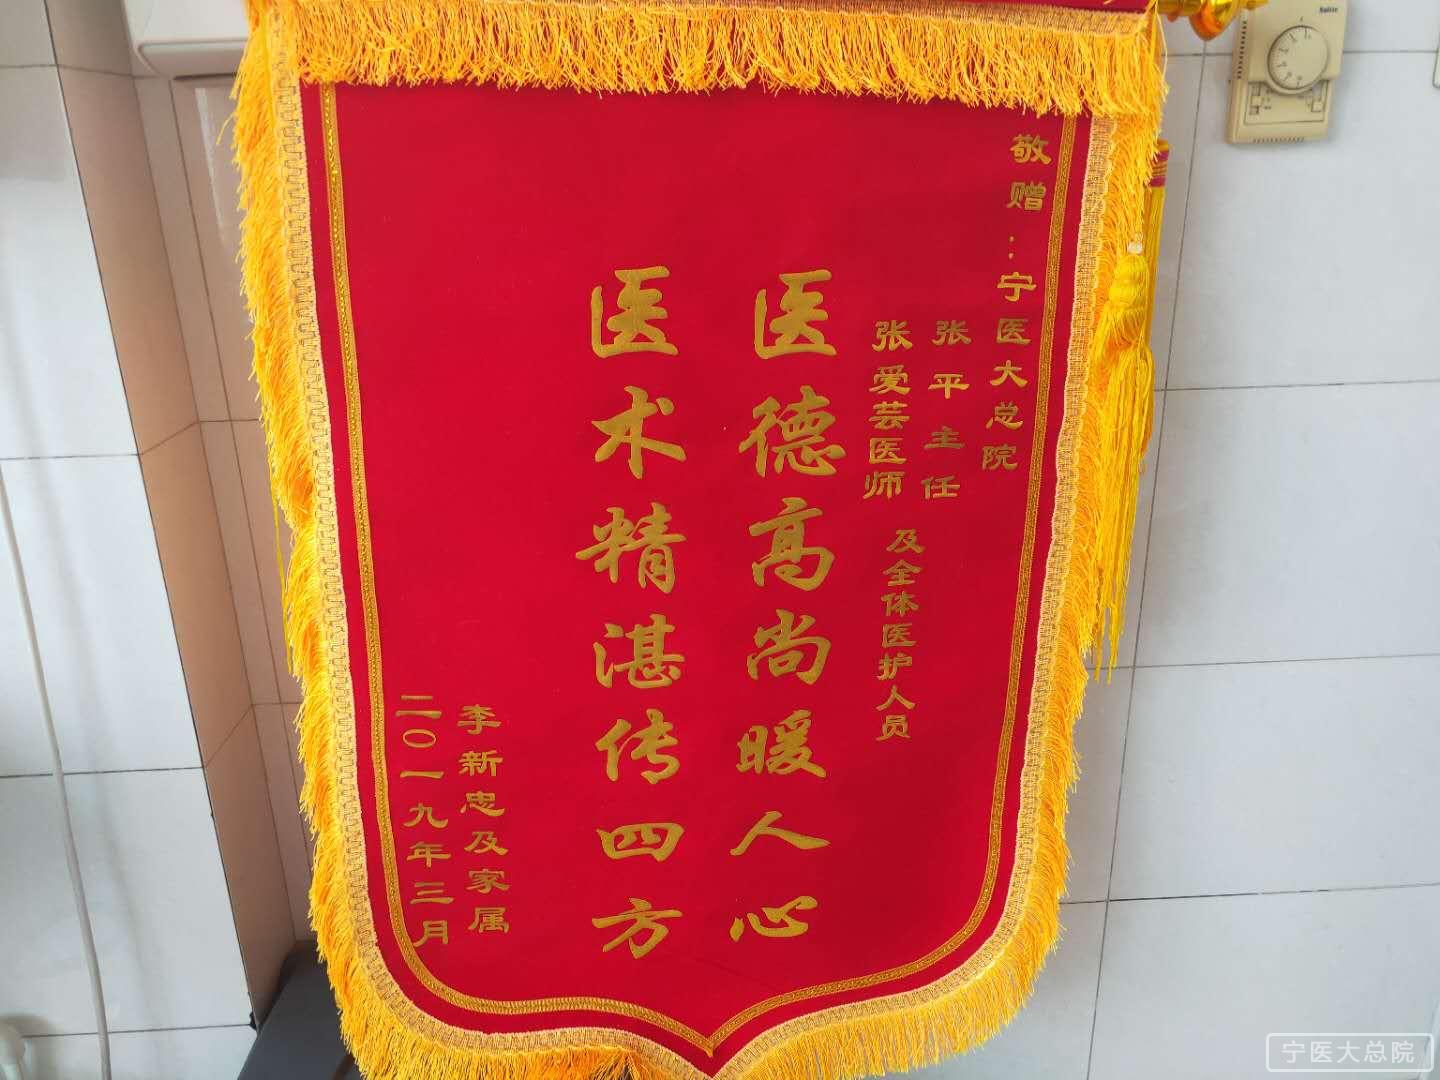 敬赠：宁医大总院
张平主任
张爱芸医师
及全体医护人员
医德高尚暖人心
医术精湛传四方
李新忠及家属
二〇一九年三月
宁医大总院